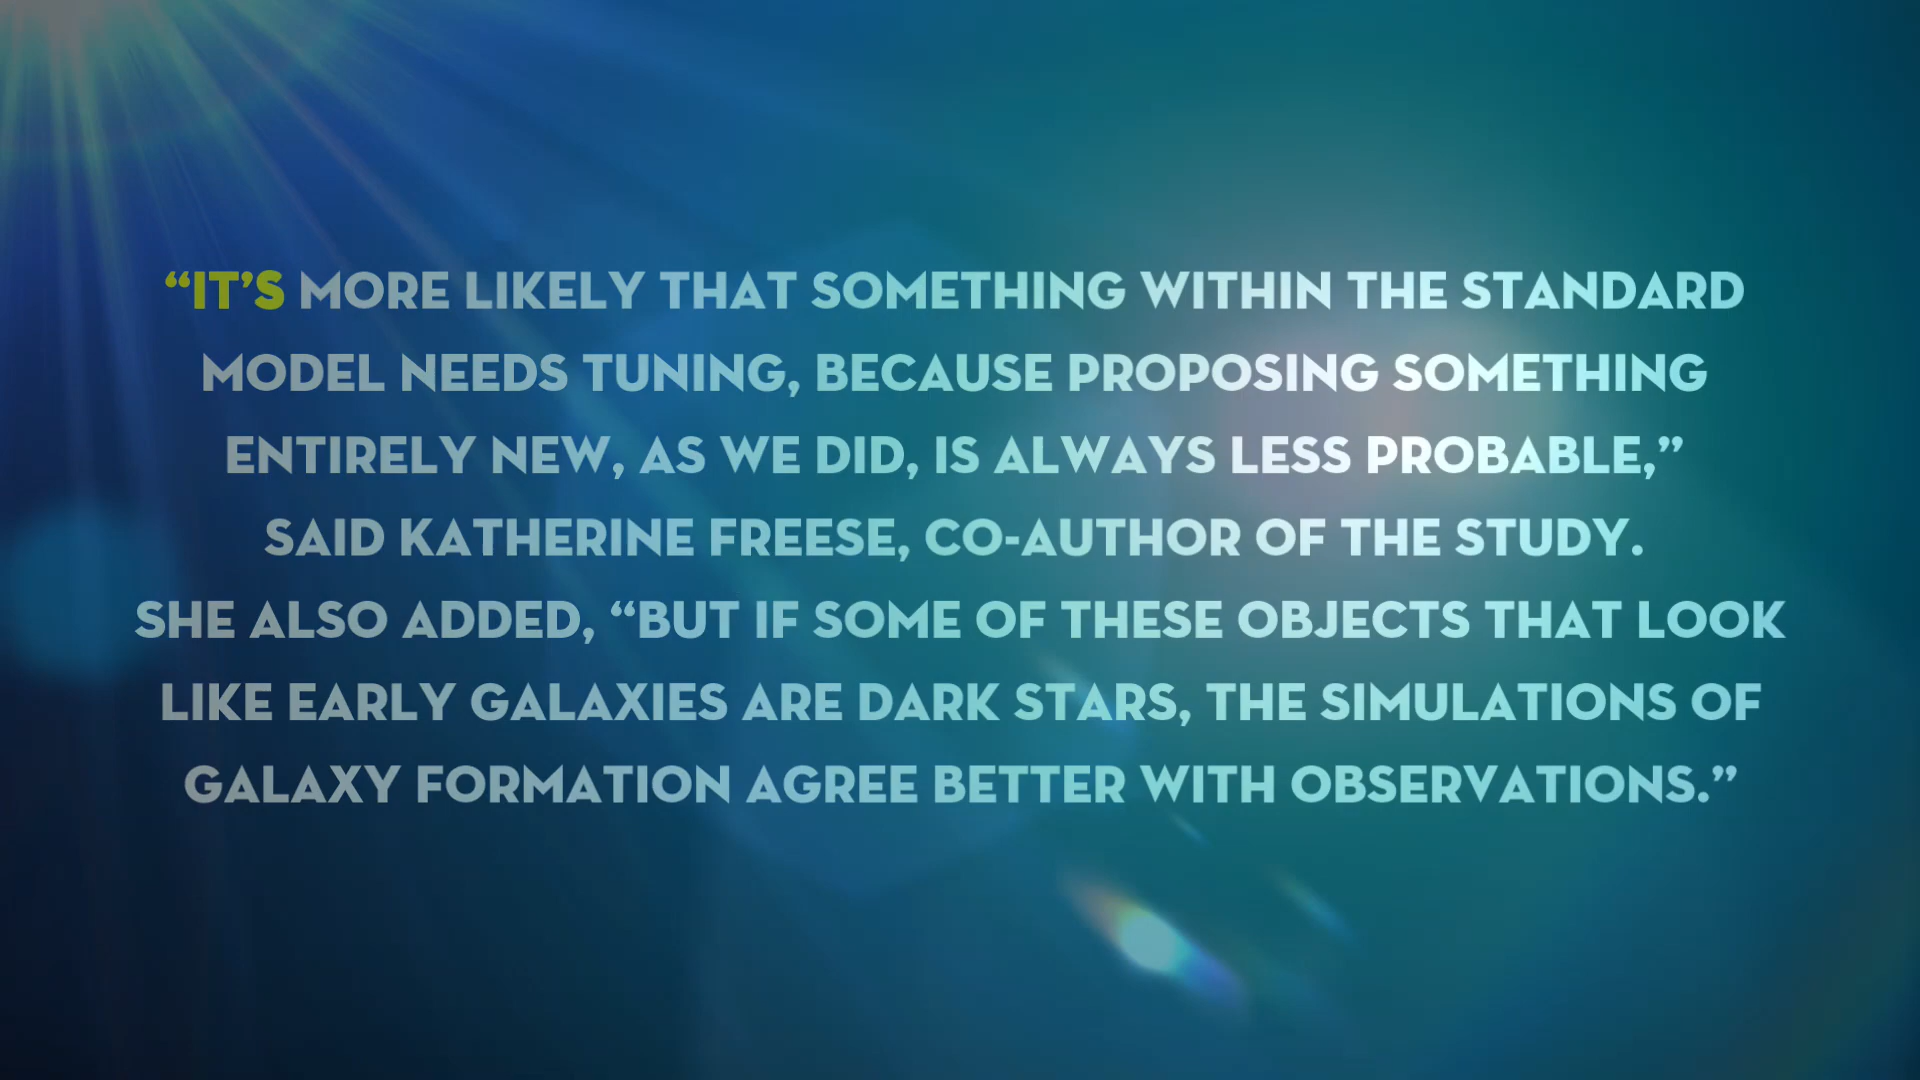 “IT’S MORE LIKELY THAT SOMETHING WITHIN THE STANDARD
MODEL NEEDS TUNING, BECAUSE PROPOSING SOMETHING
ENTIRELY NEW, AS WE DID, IS ALWAYS LESS PROBABLE,”
SAID KATHERINE FREESE, CO-AUTHOR OF THE STUDY.
SHE ALSO ADDED, “BUT IF SOME OF THESE OBJECTS THAT LOOK
LIKE EARLY GALAXIES ARE DARK STARS, THE SIMULATIONS OF
GALAXY FORMATION AGREE BETTER WITH OBSERVATIONS.”